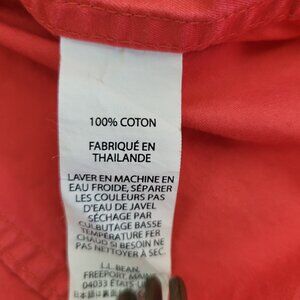 100% COTON
FABRIQUÉ EN
THAILANDE
LAVER EN MACHINE EN
EAU FROIDE, SÉPARER
LES COULEURS PAS
D'EAU DE JAVEL
SÉCHAGE PAR
CULBUTAGE BASSE
TEMPÉRATURE FER
CHAUD SI BESOIN NE
PAS NETTOYER À SEC.
L.L.BEAN,
FREEPORT, MAINE
04033 ÉTATS-U